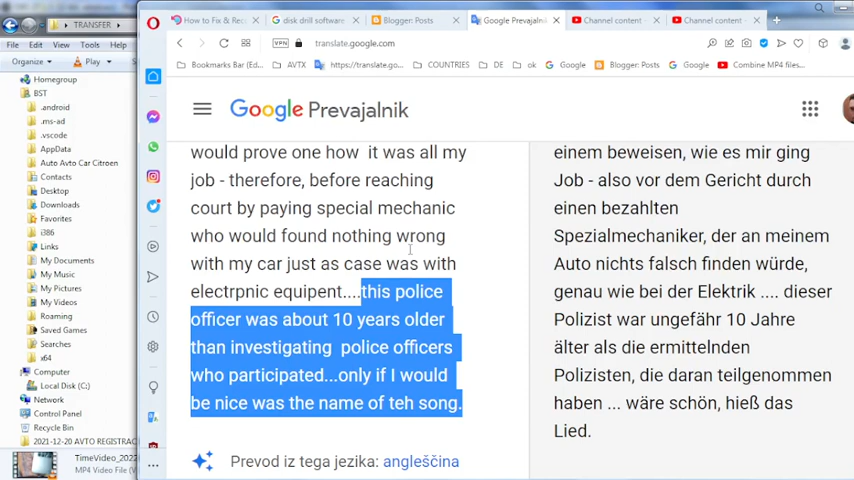 TRANSFER
File Edit View Tools H
Organize Play
Homegroup
BST
.android
.ms-ad
.vscode
AppData
Auto Avto Car Citroen
Contacts
Desktop
Downloads
Favorites
i386
Links
My Documents
My Music
My Pictures
My Videos
Roaming
Saved Games
Searches
x64
Computer
Local Disk (C:)
Network
Control Panel
Recycle Bin
2021-12-20 AVTO REGISTRAC
TimeVideo_2022
MP4 Video File (V
How to Fix & Rec
disk drill software
Blogger: Posts
Google Prevajalnik
Channel content -
Channel content -
VPN translate.google.com
Bookmarks Bar (Ed... AVTX https://translate.go... COUNTRIES DE ok Google Blogger: Posts Google Combine MP4 files...
Google Prevajalnik
would prove one how it was all my
job - therefore, before reaching
court by paying special mechanic
who would found nothing wrong
with my car just as case was with
electrpnic equipent....this police
officer was about 10 years older
than investigating police officers
who participated...only if I would
be nice was the name of teh song.
Prevod iz tega jezika: angleščina
einem beweisen, wie es mir ging
Job - also vor dem Gericht durch
einen bezahlten
Spezialmechaniker, der an meinem
Auto nichts falsch finden würde,
genau wie bei der Elektrik .... dieser
Polizist war ungefähr 10 Jahre
älter als die ermittelnden
Polizisten, die daran teilgenommen
haben ... wäre schön, hieß das
Lied.